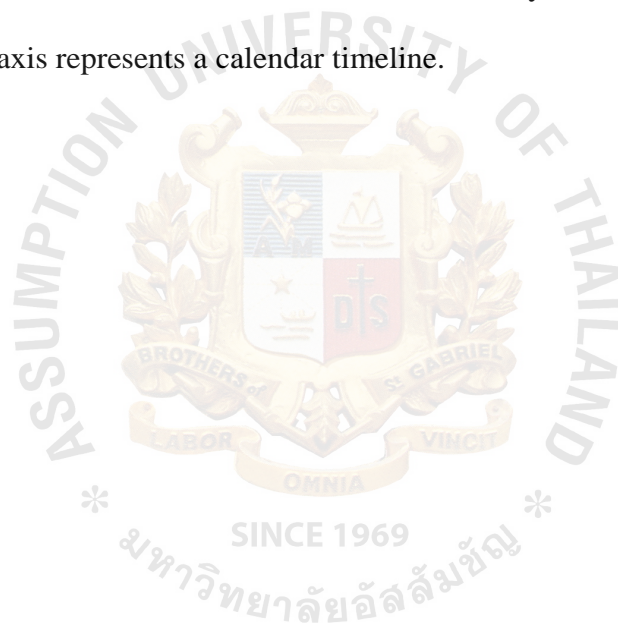 axis represents a calendar timeline.
ASSUMPTION UNIVERSITY OF THAILAND
A M
D S
BROTHERS of St GABRIEL
LABOR OMNIA VINCIT
SINCE 1969
* มหาวิทยาลัยอัสสัมชัญ *